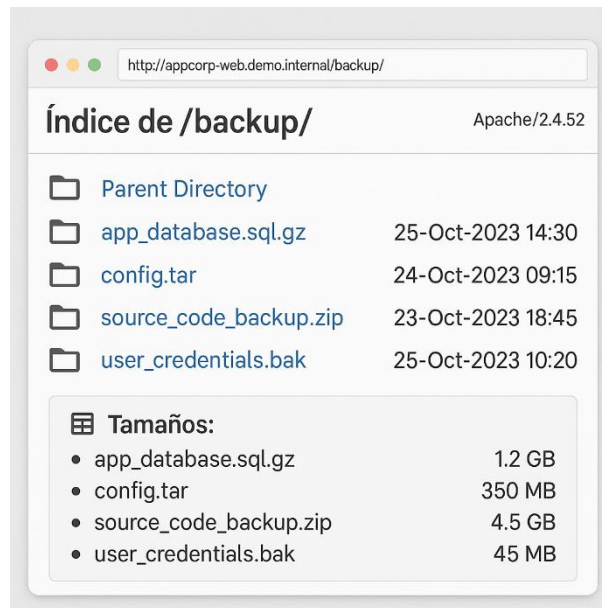 http://appcorp-web.demo.internal/backup/
Índice de /backup/ Apache/2.4.52
Parent Directory
app_database.sql.gz 25-Oct-2023 14:30
config.tar 24-Oct-2023 09:15
source_code_backup.zip 23-Oct-2023 18:45
user_credentials.bak 25-Oct-2023 10:20
Tamaños:
• app_database.sql.gz 1.2 GB
• config.tar 350 MB
• source_code_backup.zip 4.5 GB
• user_credentials.bak 45 MB